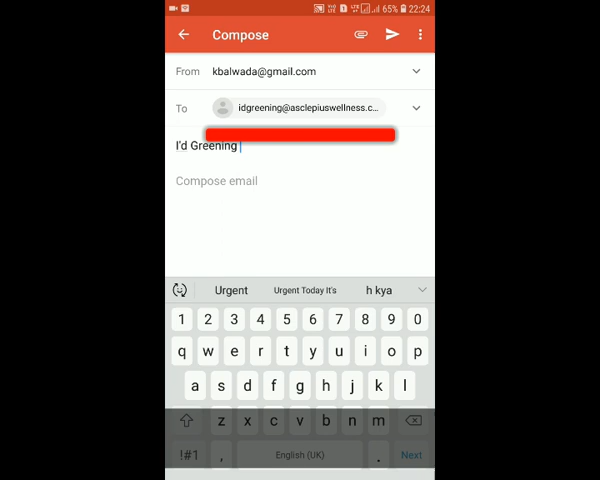 65% 22:24
Compose
From kbalwada@gmail.com
To idgreening@asclepiuswellness.c...
I'd Greening
Compose email
Urgent Urgent Today It's h kya
1 2 3 4 5 6 7 8 9 0
q w e r t y u i o p
a s d f g h j k l
z x c v b n m
!#1 , English (UK) . Next